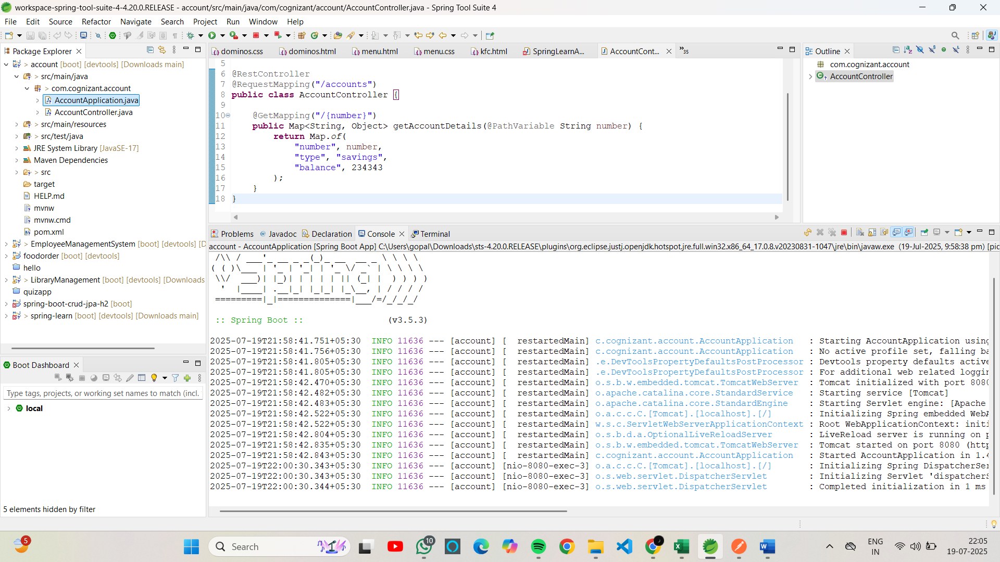 workspace-spring-tool-suite-4-4.20.0.RELEASE - account/src/main/java/com/cognizant/account/AccountController.java - Spring Tool Suite 4
File Edit Source Refactor Navigate Search Project Run Window Help
Package Explorer
account [boot] [devtools] [Downloads main]
> src/main/java
> com.cognizant.account
AccountApplication.java
AccountController.java
> src/main/resources
> src/test/java
JRE System Library [JavaSE-17]
Maven Dependencies
> src
target
HELP.md
mvnw
mvnw.cmd
pom.xml
> EmployeeManagementSystem [boot] [devtools] [D
foodorder [boot] [devtools]
hello
> LibraryManagement [boot] [devtools] [Downloads
quizapp
spring-boot-crud-jpa-h2 [boot]
> spring-learn [boot] [devtools] [Downloads main]
Boot Dashboard
Type tags, projects, or working set names to match (incl.
local
5 elements hidden by filter
dominos.css dominos.html menu.html menu.css kfc.html SpringLearnA... AccountCont... »35
5
6 @RestController
7 @RequestMapping("/accounts")
8 public class AccountController {
9
10 @GetMapping("/{number}")
11 public Map<String, Object> getAccountDetails(@PathVariable String number) {
12 return Map.of(
13 "number", number,
14 "type", "savings",
15 "balance", 234343
16 );
17 }
18 }
Outline
com.cognizant.account
AccountController
Problems @ Javadoc Declaration Console Terminal
account - AccountApplication [Spring Boot App] C:\Users\gopal\Downloads\sts-4.20.0.RELEASE\plugins\org.eclipse.justj.openjdk.hotspot.jre.full.win32.x86_64_17.0.8.v20230831-1047\jre\bin\javaw.exe (19-Jul-2025, 9:58:38 pm) [pic
:: Spring Boot :: (v3.5.3)
2025-07-19T21:58:41.751+05:30 INFO 11636 --- [account] [ restartedMain] c.cognizant.account.AccountApplication : Starting AccountApplication using
2025-07-19T21:58:41.756+05:30 INFO 11636 --- [account] [ restartedMain] c.cognizant.account.AccountApplication : No active profile set, falling ba
2025-07-19T21:58:41.805+05:30 INFO 11636 --- [account] [ restartedMain] .e.DevToolsPropertyDefaultsPostProcessor : Devtools property defaults active
2025-07-19T21:58:41.805+05:30 INFO 11636 --- [account] [ restartedMain] .e.DevToolsPropertyDefaultsPostProcessor : For additional web related loggin
2025-07-19T21:58:42.470+05:30 INFO 11636 --- [account] [ restartedMain] o.s.b.w.embedded.tomcat.TomcatWebServer : Tomcat initialized with port 8080
2025-07-19T21:58:42.482+05:30 INFO 11636 --- [account] [ restartedMain] o.apache.catalina.core.StandardService : Starting service [Tomcat]
2025-07-19T21:58:42.483+05:30 INFO 11636 --- [account] [ restartedMain] o.apache.catalina.core.StandardEngine : Starting Servlet engine: [Apache
2025-07-19T21:58:42.522+05:30 INFO 11636 --- [account] [ restartedMain] o.a.c.c.C.[Tomcat].[localhost].[/] : Initializing Spring embedded WebA
2025-07-19T21:58:42.522+05:30 INFO 11636 --- [account] [ restartedMain] w.s.c.ServletWebServerApplicationContext : Root WebApplicationContext: initi
2025-07-19T21:58:42.804+05:30 INFO 11636 --- [account] [ restartedMain] o.s.b.d.a.OptionalLiveReloadServer : LiveReload server is running on p
2025-07-19T21:58:42.835+05:30 INFO 11636 --- [account] [ restartedMain] o.s.b.w.embedded.tomcat.TomcatWebServer : Tomcat started on port 8080 (http
2025-07-19T21:58:42.843+05:30 INFO 11636 --- [account] [ restartedMain] c.cognizant.account.AccountApplication : Started AccountApplication in 1.4
2025-07-19T22:00:30.343+05:30 INFO 11636 --- [account] [nio-8080-exec-3] o.a.c.c.C.[Tomcat].[localhost].[/] : Initializing Spring DispatcherSer
2025-07-19T22:00:30.343+05:30 INFO 11636 --- [account] [nio-8080-exec-3] o.s.web.servlet.DispatcherServlet : Initializing Servlet 'dispatcherS
2025-07-19T22:00:30.344+05:30 INFO 11636 --- [account] [nio-8080-exec-3] o.s.web.servlet.DispatcherServlet : Completed initialization in 1 ms
5
Search
10
ENG
IN
22:05
19-07-2025